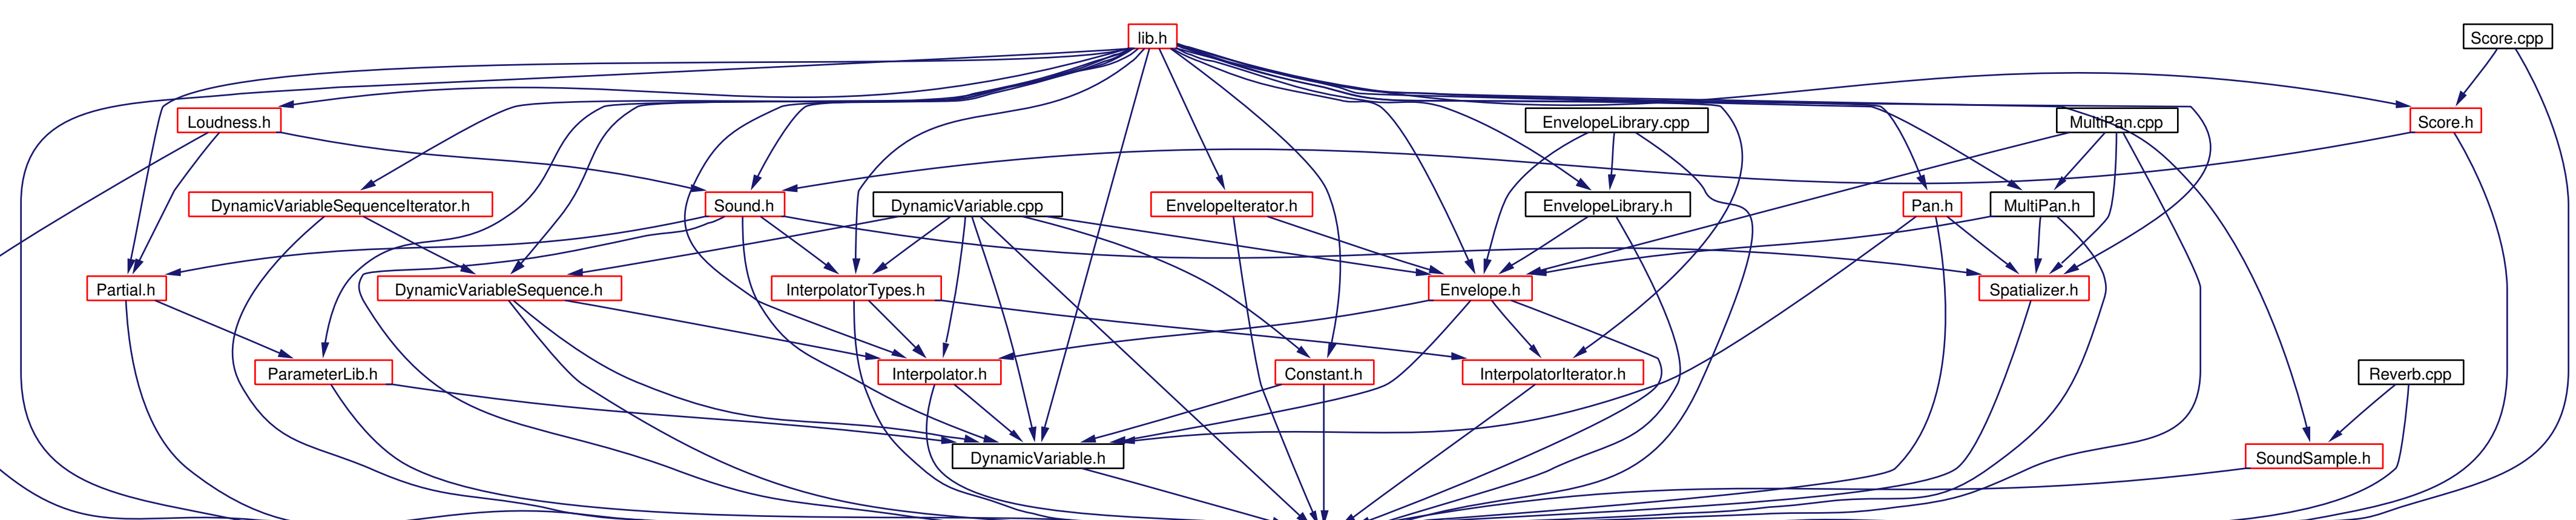 lib.h
Score.cpp
Loudness.h
EnvelopeLibrary.cpp
MultiPan.cpp
Score.h
DynamicVariableSequenceIterator.h
Sound.h
DynamicVariable.cpp
EnvelopeIterator.h
EnvelopeLibrary.h
Pan.h
MultiPan.h
Partial.h
DynamicVariableSequence.h
InterpolatorTypes.h
Envelope.h
Spatializer.h
ParameterLib.h
Interpolator.h
Constant.h
InterpolatorIterator.h
Reverb.cpp
DynamicVariable.h
SoundSample.h